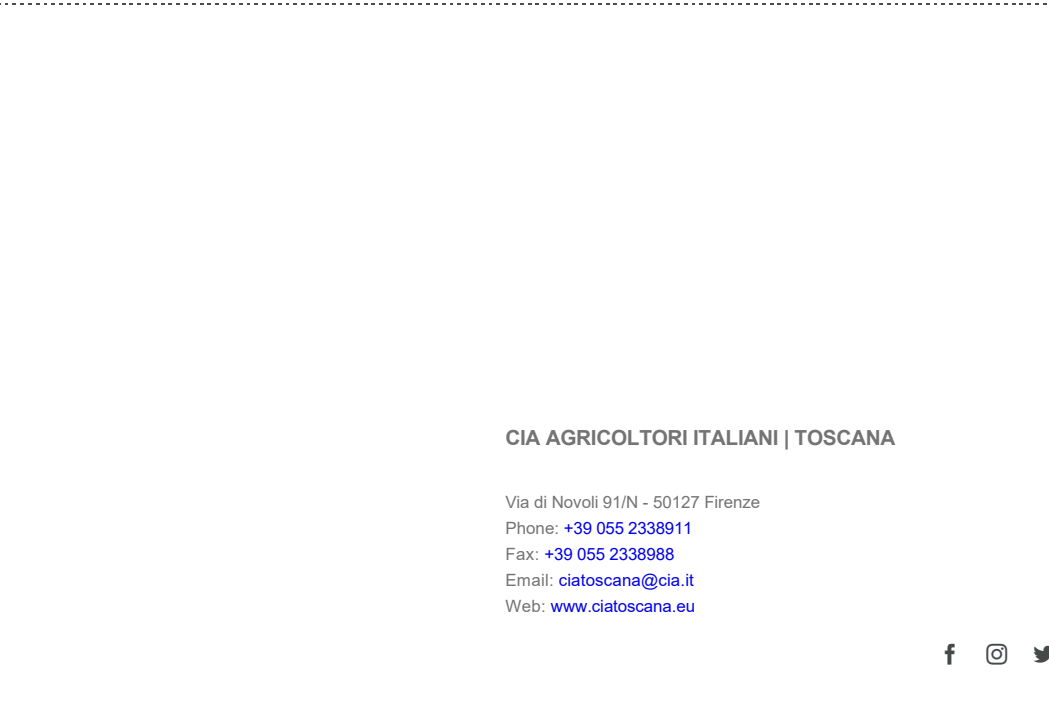 CIA AGRICOLTORI ITALIANI | TOSCANA
Via di Novoli 91/N - 50127 Firenze
Phone: +39 055 2338911
Fax: +39 055 2338988
Email: ciatoscana@cia.it
Web: www.ciatoscana.eu